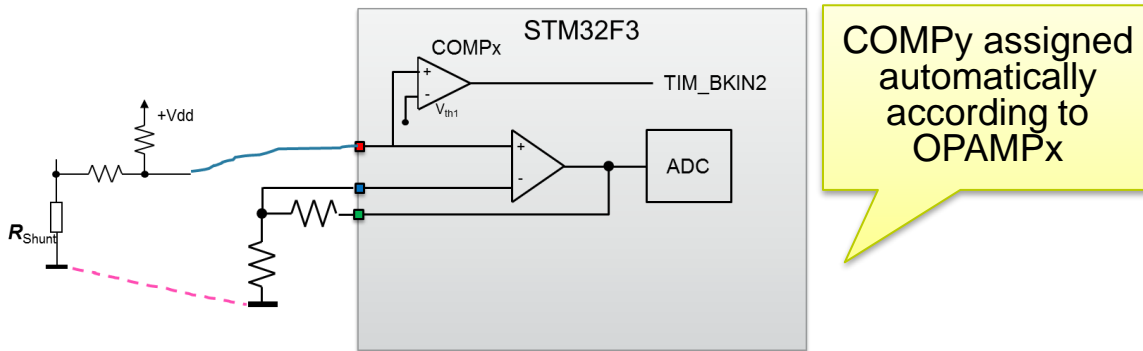 STM32F3
COMPx
+
-
Vth1
TIM_BKIN2
+Vdd
+
-
ADC
RShunt
COMPy assigned
automatically
according to
OPAMPx